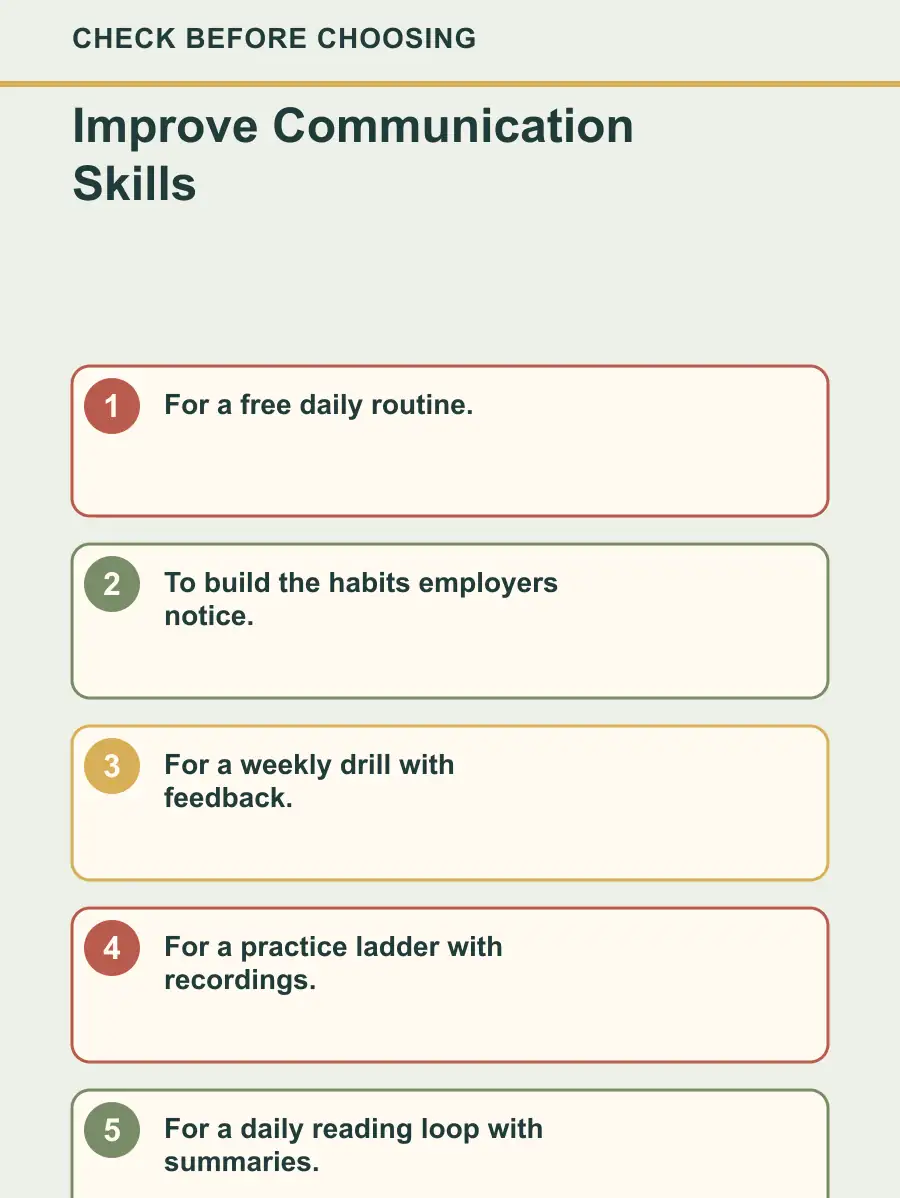 CHECK BEFORE CHOOSING
Improve Communication
Skills
1
For a free daily routine.
2
To build the habits employers
notice.
3
For a weekly drill with
feedback.
4
For a practice ladder with
recordings.
5
For a daily reading loop with
summaries.